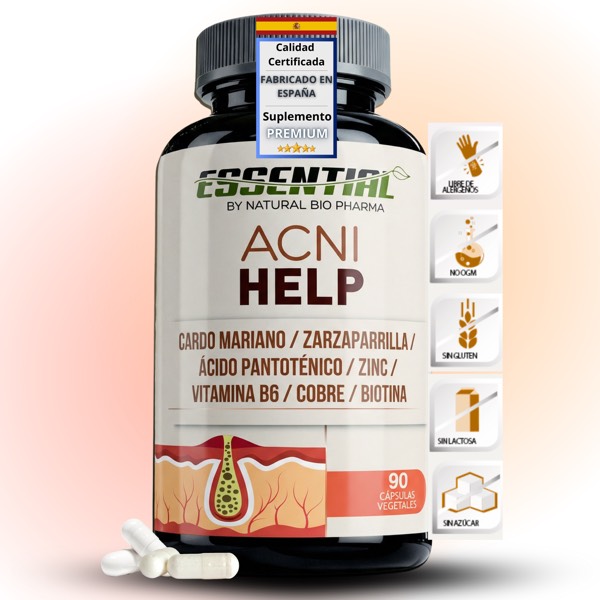 Calidad
Certificada
FABRICADO EN
ESPAÑA
Suplemento
PREMIUM
ESSENTIAL
BY NATURAL BIO PHARMA
ACNI
HELP
CARDO MARIANO / ZARZAPARRILLA /
ÁCIDO PANTOTÉNICO / ZINC /
VITAMINA B6 / COBRE / BIOTINA
90
CÁPSULAS
VEGETALES
LIBRE DE
ALÉRGENOS
NO OGM
SIN GLUTEN
SIN LACTOSA
SIN AZÚCAR